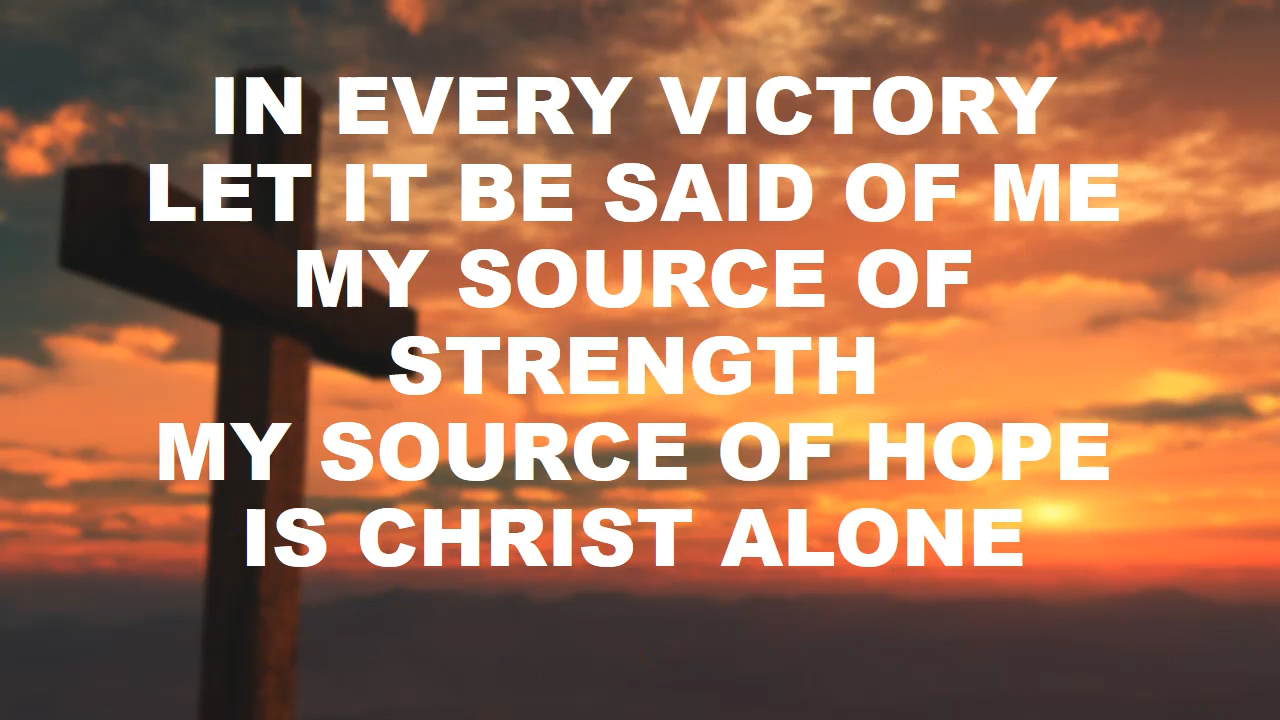 IN EVERY VICTORY
LET IT BE SAID OF ME
MY SOURCE OF
STRENGTH
MY SOURCE OF HOPE
IS CHRIST ALONE